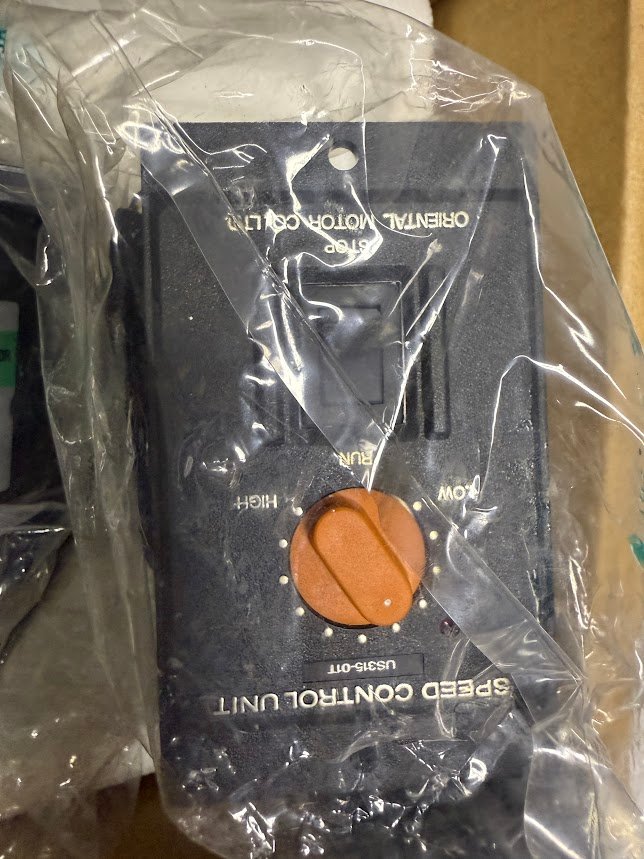 SPEED CONTROL UNIT
US315-01T
LOW
HIGH
RUN
STOP
ORIENTAL MOTOR CO.LTD.